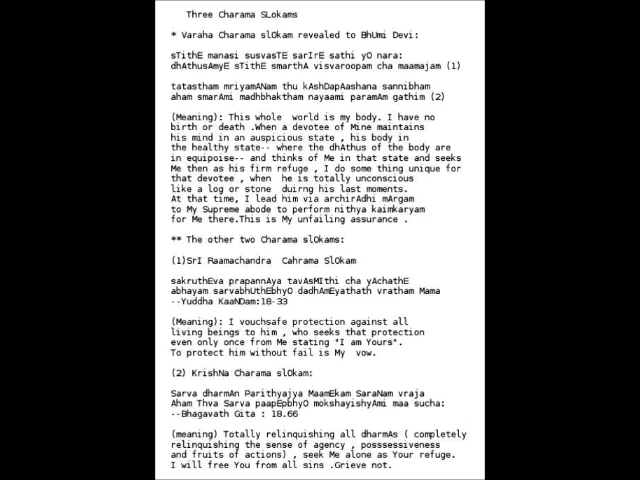 Three Charama SLokams
* Varaha Charama slOkam revealed to BhUmi Devi:
sTithE manasi susvasTE sarIrE sathi yO nara:
dhAthusAmyE sTithE smarthA visvaroopam cha maamajam (1)
tatastham mriyamANam thu kAshDapAashana sannibham
aham smarAmi madhbhaktham nayaami paramAm gathim (2)
(Meaning): This whole  world is my body. I have no
birth or death .When a devotee of Mine maintains
his mind in an auspicious state , his body in
the healthy state-- where the dhAthus of the body are
in equipoise-- and thinks of Me in that state and seeks
Me then as his firm refuge , I do some thing unique for
that devotee , when  he is totally unconscious
like a log or stone  duirng his last moments.
At that time, I lead him via archirAdhi mArgam
to My Supreme abode to perform nithya kaimkaryam
for Me there.This is My unfailing assurance .
** The other two Charama slOkams:
(1)SrI Raamachandra  Cahrama SlOkam
sakruthEva prapannAya tavAsMIthi cha yAchathE
abhayam sarvabhUthEbhyO dadhAmEyathath vratham Mama
--Yuddha KaaNDam:18-33
(Meaning): I vouchsafe protection against all
living beings to him , who seeks that protection
even only once from Me stating "I am Yours".
To protect him without fail is My  vow.
(2) KrishNa Charama slOkam:
Sarva dharmAn Parithyajya MaamEkam SaraNam vraja
Aham Thva Sarva paapEpbhyO mokshayishyAmi maa sucha:
--Bhagavath Gita : 18.66
(meaning) Totally relinquishing all dharmAs ( completely
relinquishing the sense of agency , posssessiveness
and fruits of actions) , seek Me alone as Your refuge.
I will free You from all sins .Grieve not.